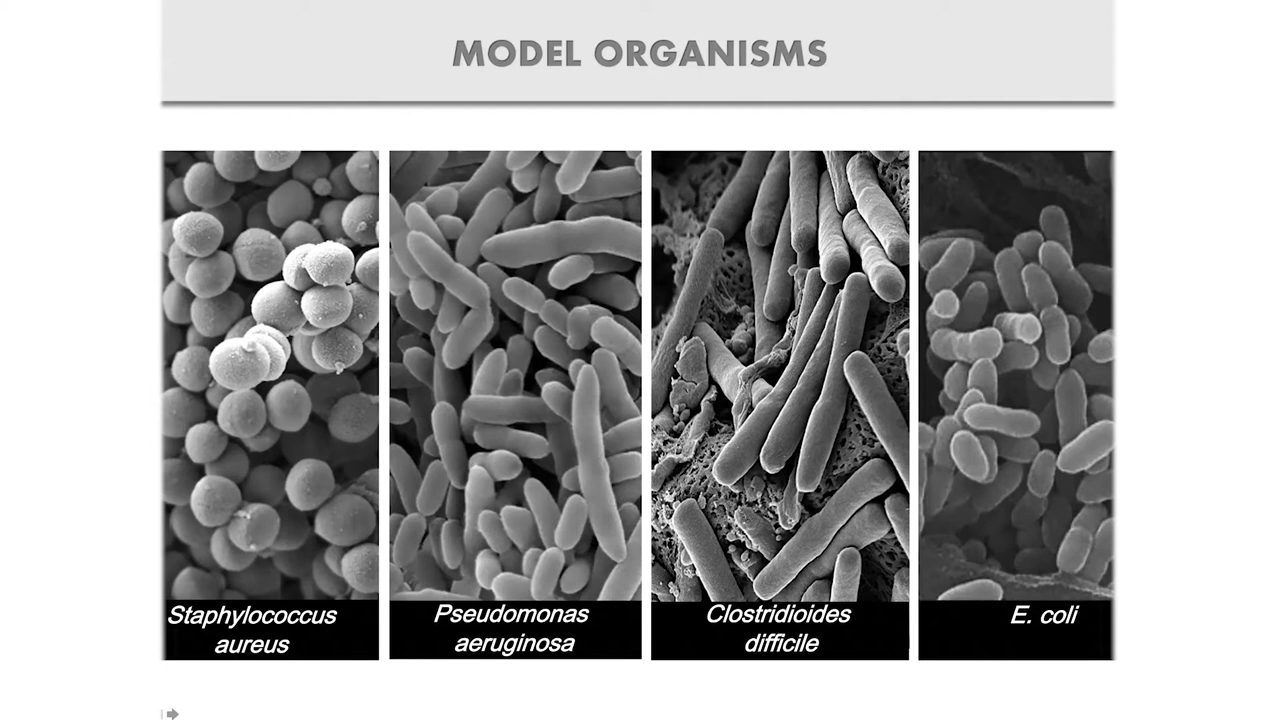 MODEL ORGANISMS
Staphylococcus
aureus
Pseudomonas
aeruginosa
Clostridioides
difficile
E. coli